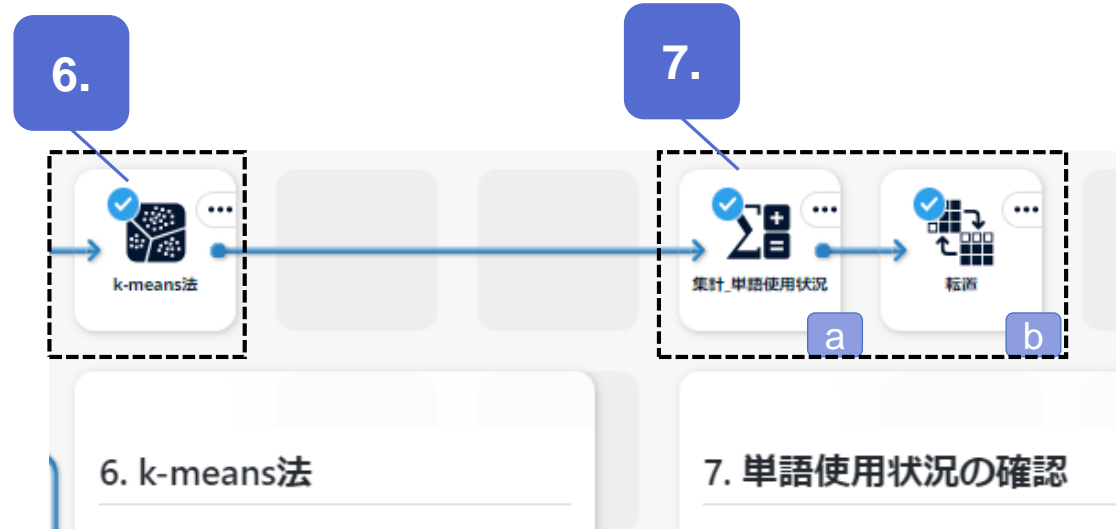 6.
7.
k-means法
集計_単語使用状況
転置
a
b
6. k-means法
7. 単語使用状況の確認